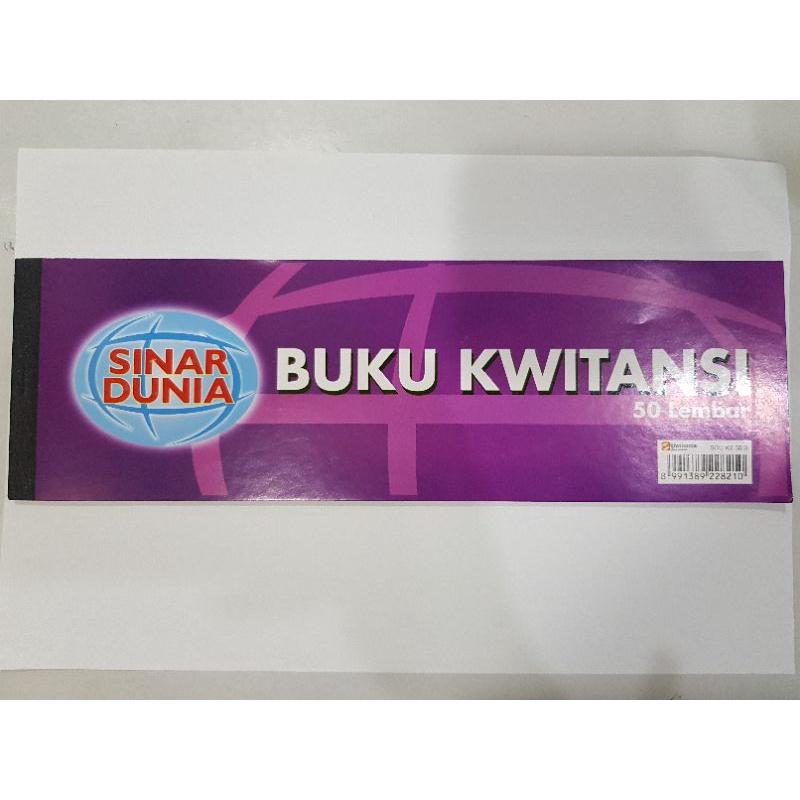 SINAR
DUNIA
BUKU KWITANSI
50 Lembar
8 991389 228210